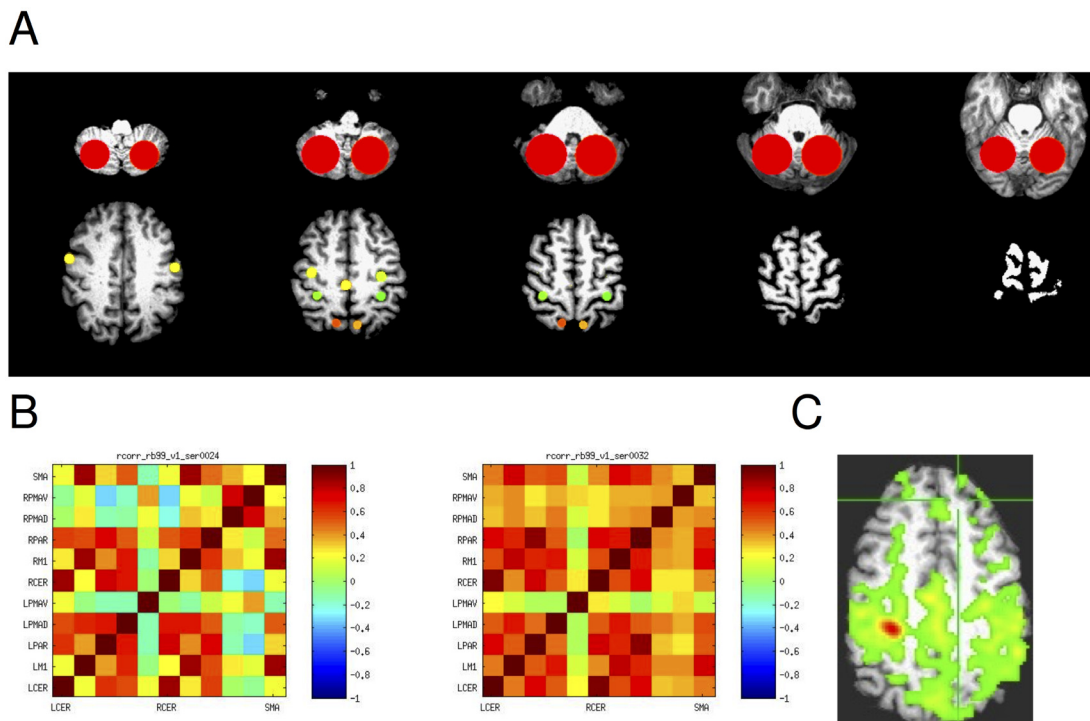 A
B
C
rcorr_rb99_v1_ser0024
SMA
RPMAV
RPMAD
RPAR
RM1
RCER
LPMAV
LPMAD
LPAR
LM1
LCER
LCER RCER SMA
1
0.8
0.6
0.4
0.2
0
-0.2
-0.4
-0.6
-0.8
-1
rcorr_rb99_v1_ser0032
SMA
RPMAV
RPMAD
RPAR
RM1
RCER
LPMAV
LPMAD
LPAR
LM1
LCER
LCER RCER SMA
1
0.8
0.6
0.4
0.2
0
-0.2
-0.4
-0.6
-0.8
-1